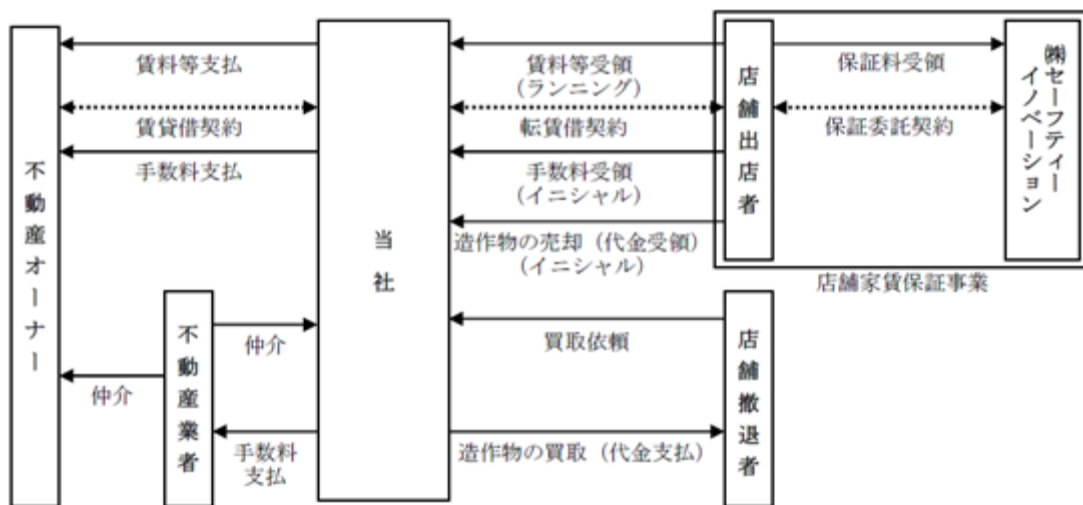 不動産オーナー
賃料等支払
賃貸借契約
手数料支払
仲介
不動産業者
仲介
手数料
支払
当社
賃料等受領
(ランニング)
転賃借契約
手数料受領
(イニシャル)
造作物の売却(代金受領)
(イニシャル)
買取依頼
造作物の買取(代金支払)
店舗出店者
保証料受領
保証委託契約
㈱セーフティー
イノベーション
店舗家賃保証事業
店舗撤退者